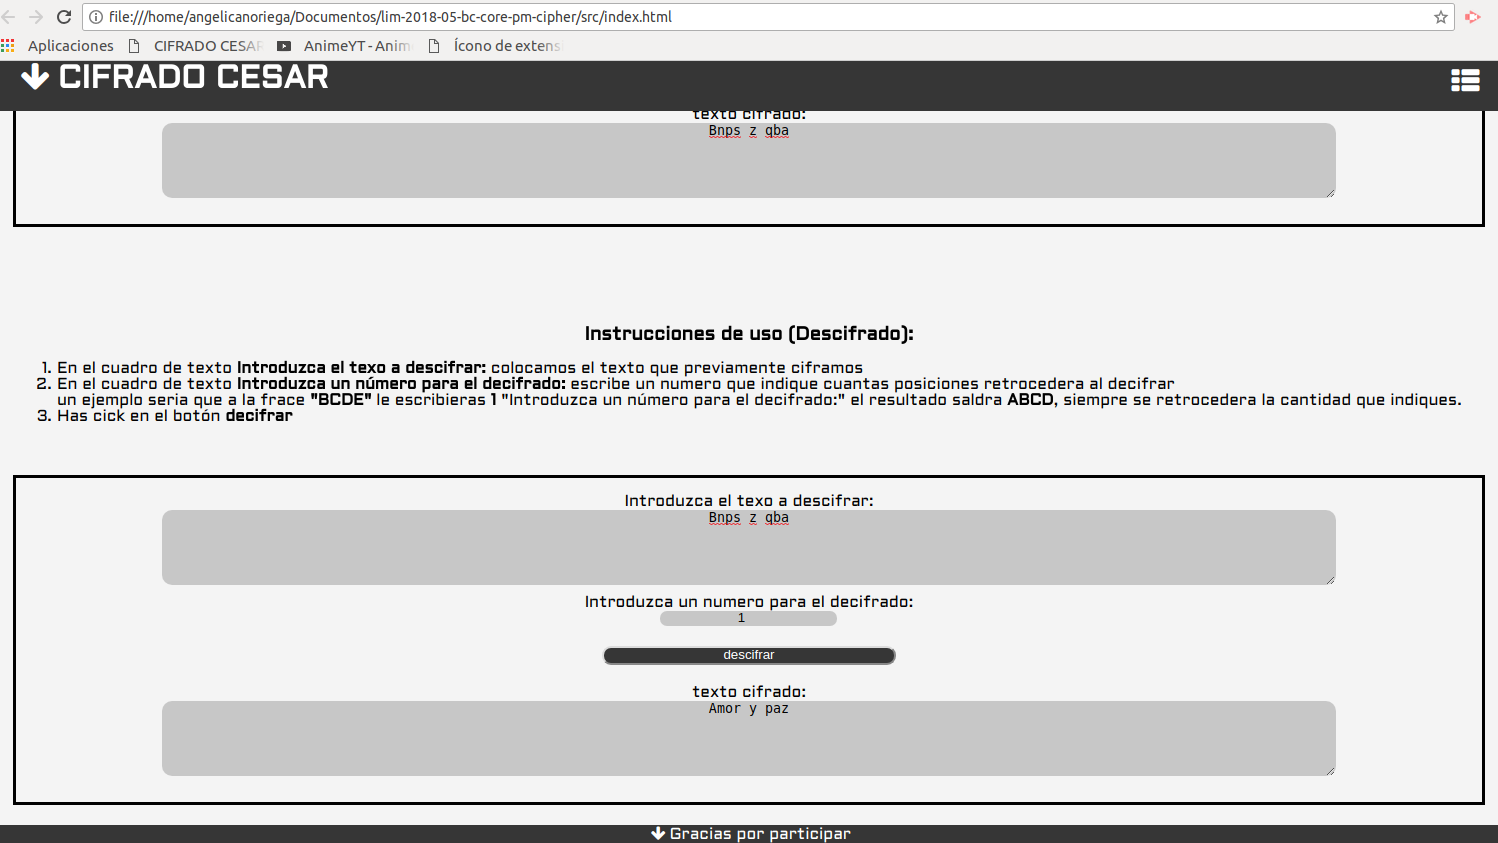 file:///home/angelicanoriega/Documentos/lim-2018-05-bc-core-pm-cipher/src/index.html
Aplicaciones CIFRADO CESAR AnimeYT - Anim Ícono de extens
CIFRADO CESAR
texto cifrado:
Bnps z qba
Instrucciones de uso (Descifrado):
1. En el cuadro de texto Introduzca el texo a descifrar: colocamos el texto que previamente ciframos
2. En el cuadro de texto Introduzca un número para el decifrado: escribe un numero que indique cuantas posiciones retrocedera al decifrar
un ejemplo seria que a la frace "BCDE" le escribieras 1 "Introduzca un número para el decifrado:" el resultado saldra ABCD, siempre se retrocedera la cantidad que indiques.
3. Has cick en el botón decifrar
Introduzca el texo a descifrar:
Bnps z qba
Introduzca un numero para el decifrado:
1
descifrar
texto cifrado:
Amor y paz
Gracias por participar